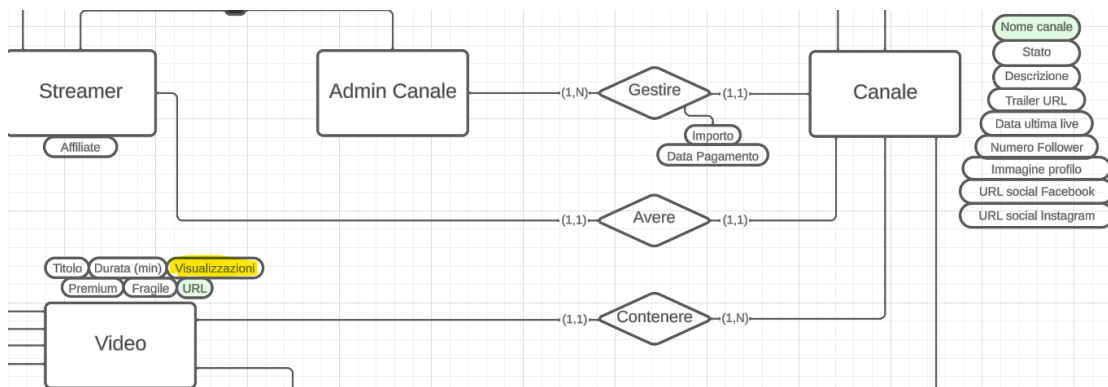 Nome canale
Stato
Streamer
Admin Canale
(1,N)
Gestire
(1,1)
Canale
Descrizione
Trailer URL
Data ultima live
Affiliate
Importo
Numero Follower
Data Pagamento
Immagine profilo
URL social Facebook
URL social Instagram
(1,1)
Avere
(1,1)
Titolo
Durata (min)
Visualizzazioni
Premium
Fragile
URL
Video
(1,1)
Contenere
(1,N)